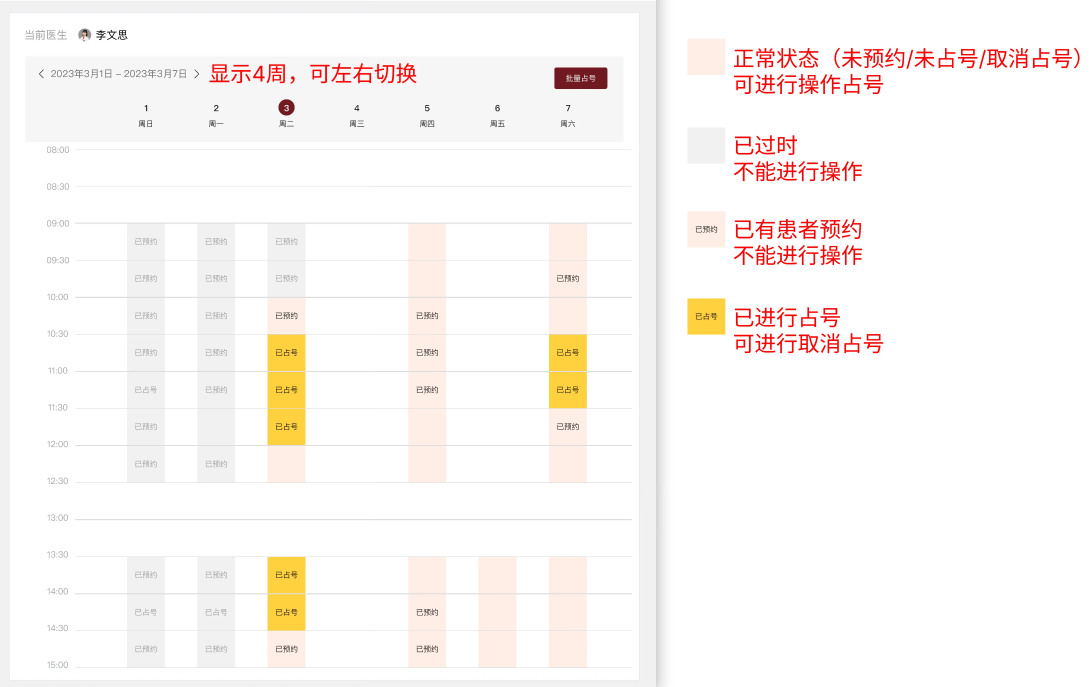 当前医生 李文思
2023年3月1日 – 2023年3月7日 显示4周，可左右切换 批量占号
1 2 3 4 5 6 7
周日 周一 周二 周三 周四 周五 周六
08:00
08:30
09:00
已预约 已预约 已预约
09:30
已预约 已预约 已预约 已预约
10:00
已预约 已预约 已预约 已预约
10:30
已预约 已预约 已占号 已预约 已占号
11:00
已占号 已预约 已占号 已预约 已占号
11:30
已预约 已预约 已占号 已预约
12:00
已预约 已预约
12:30
13:00
13:30
已预约 已预约 已占号
14:00
已占号 已占号 已占号 已预约
14:30
已预约 已预约 已预约 已预约
15:00
正常状态（未预约/未占号/取消占号）
可进行操作占号
已过时
不能进行操作
已预约 已有患者预约
不能进行操作
已占号 已进行占号
可进行取消占号